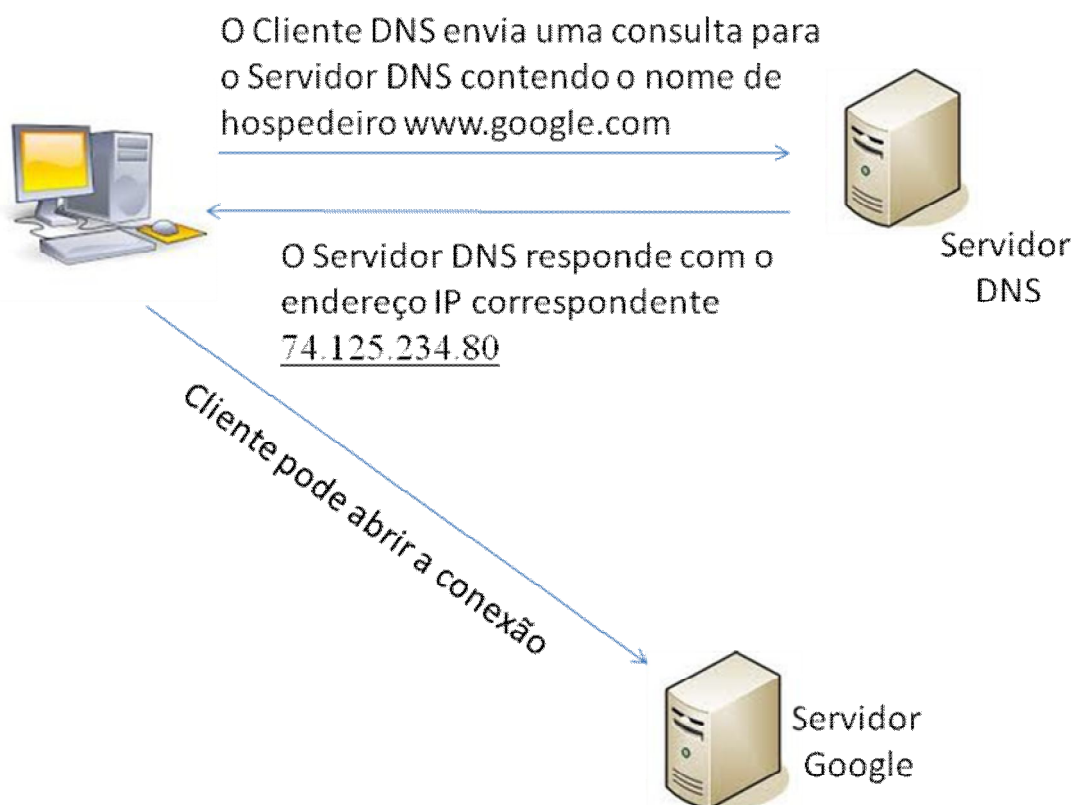 O Cliente DNS envia uma consulta para
o Servidor DNS contendo o nome de
hospedeiro www.google.com
Servidor
DNS
O Servidor DNS responde com o
endereço IP correspondente
74.125.234.80
Cliente pode abrir a conexão
Servidor
Google